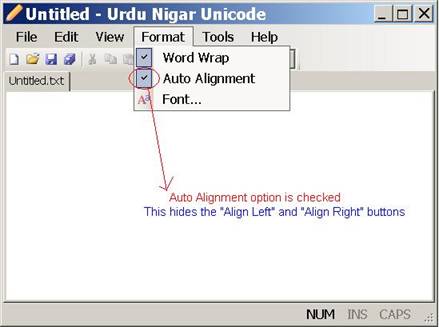 Untitled - Urdu Nigar Unicode
File Edit View Format Tools Help
Word Wrap
Auto Alignment
Aa Font...
Untitled.txt
Auto Alignment option is checked
This hides the "Align Left" and "Align Right" buttons
NUM INS CAPS